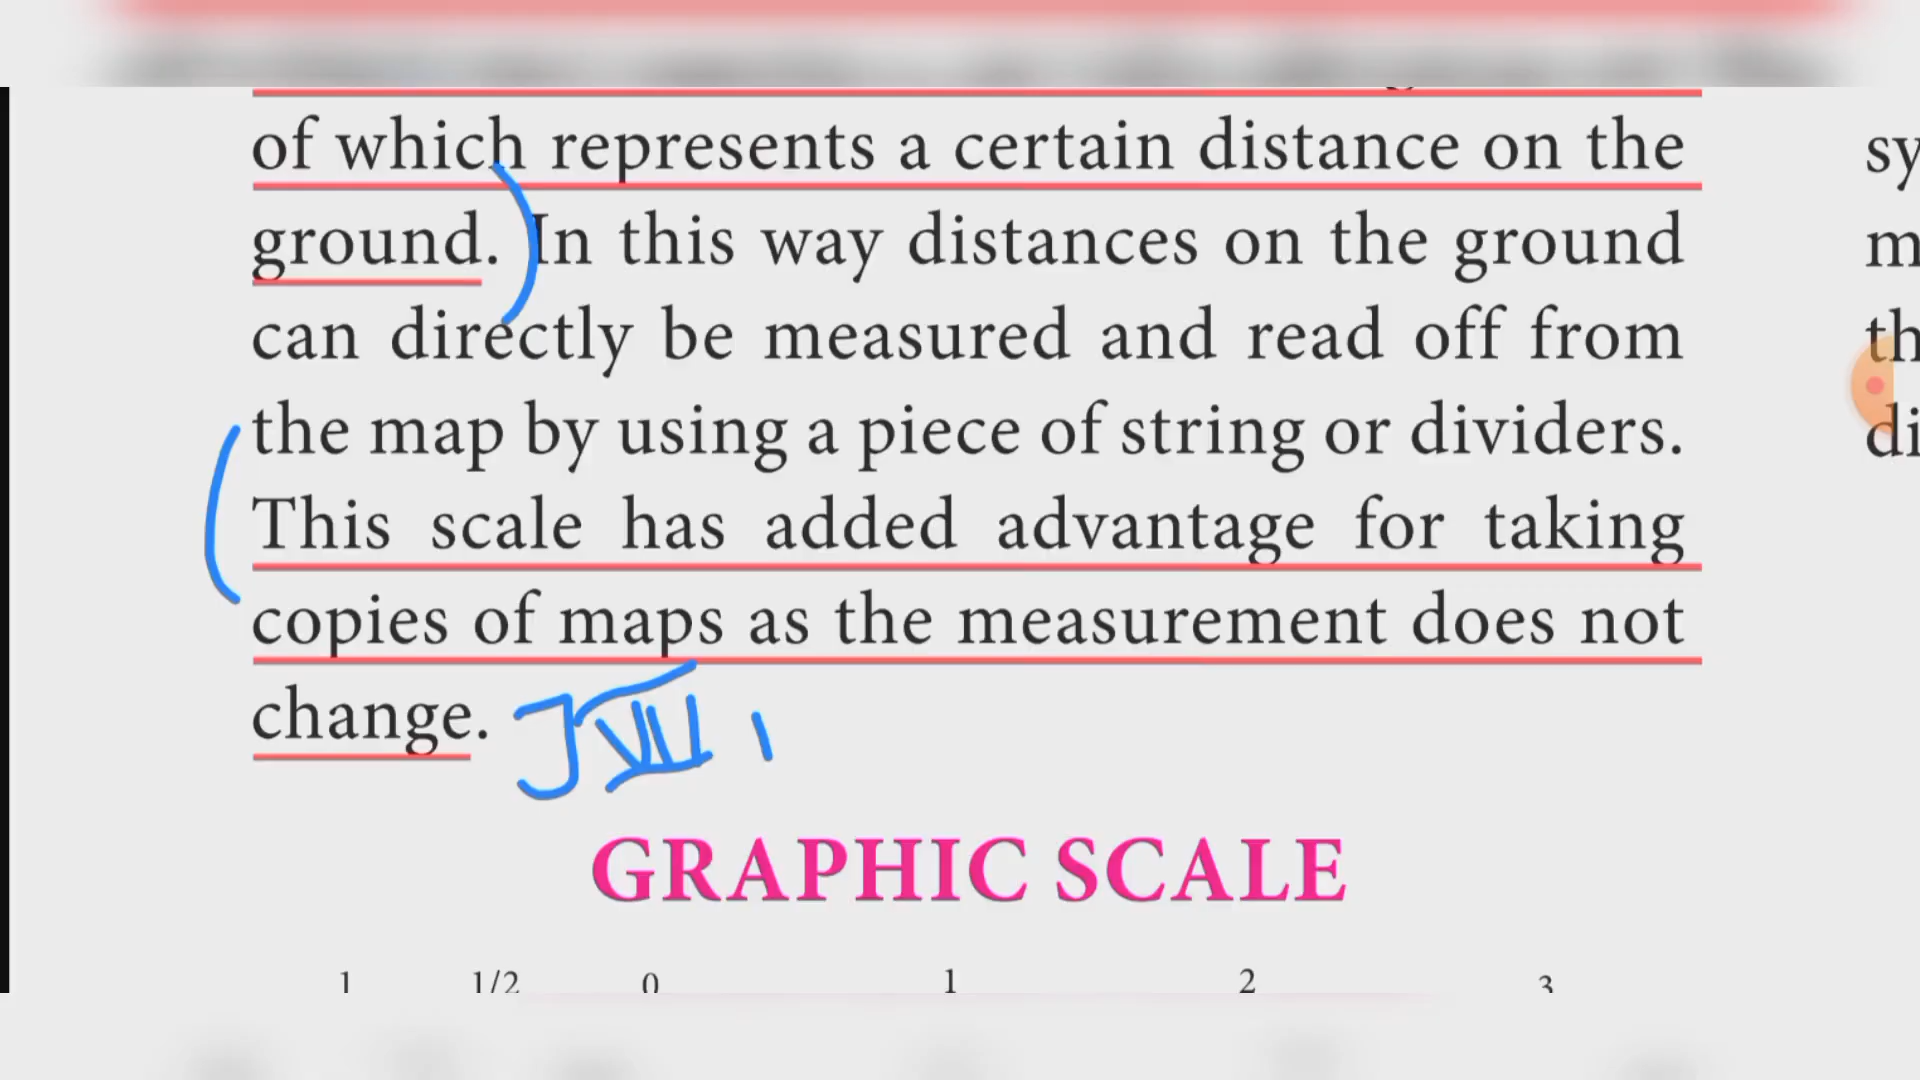 of which represents a certain distance on the
ground. In this way distances on the ground
can directly be measured and read off from
the map by using a piece of string or dividers.
This scale has added advantage for taking
copies of maps as the measurement does not
change.
GRAPHIC SCALE
1 1/2 0 1 2 3
sy
m
th
di